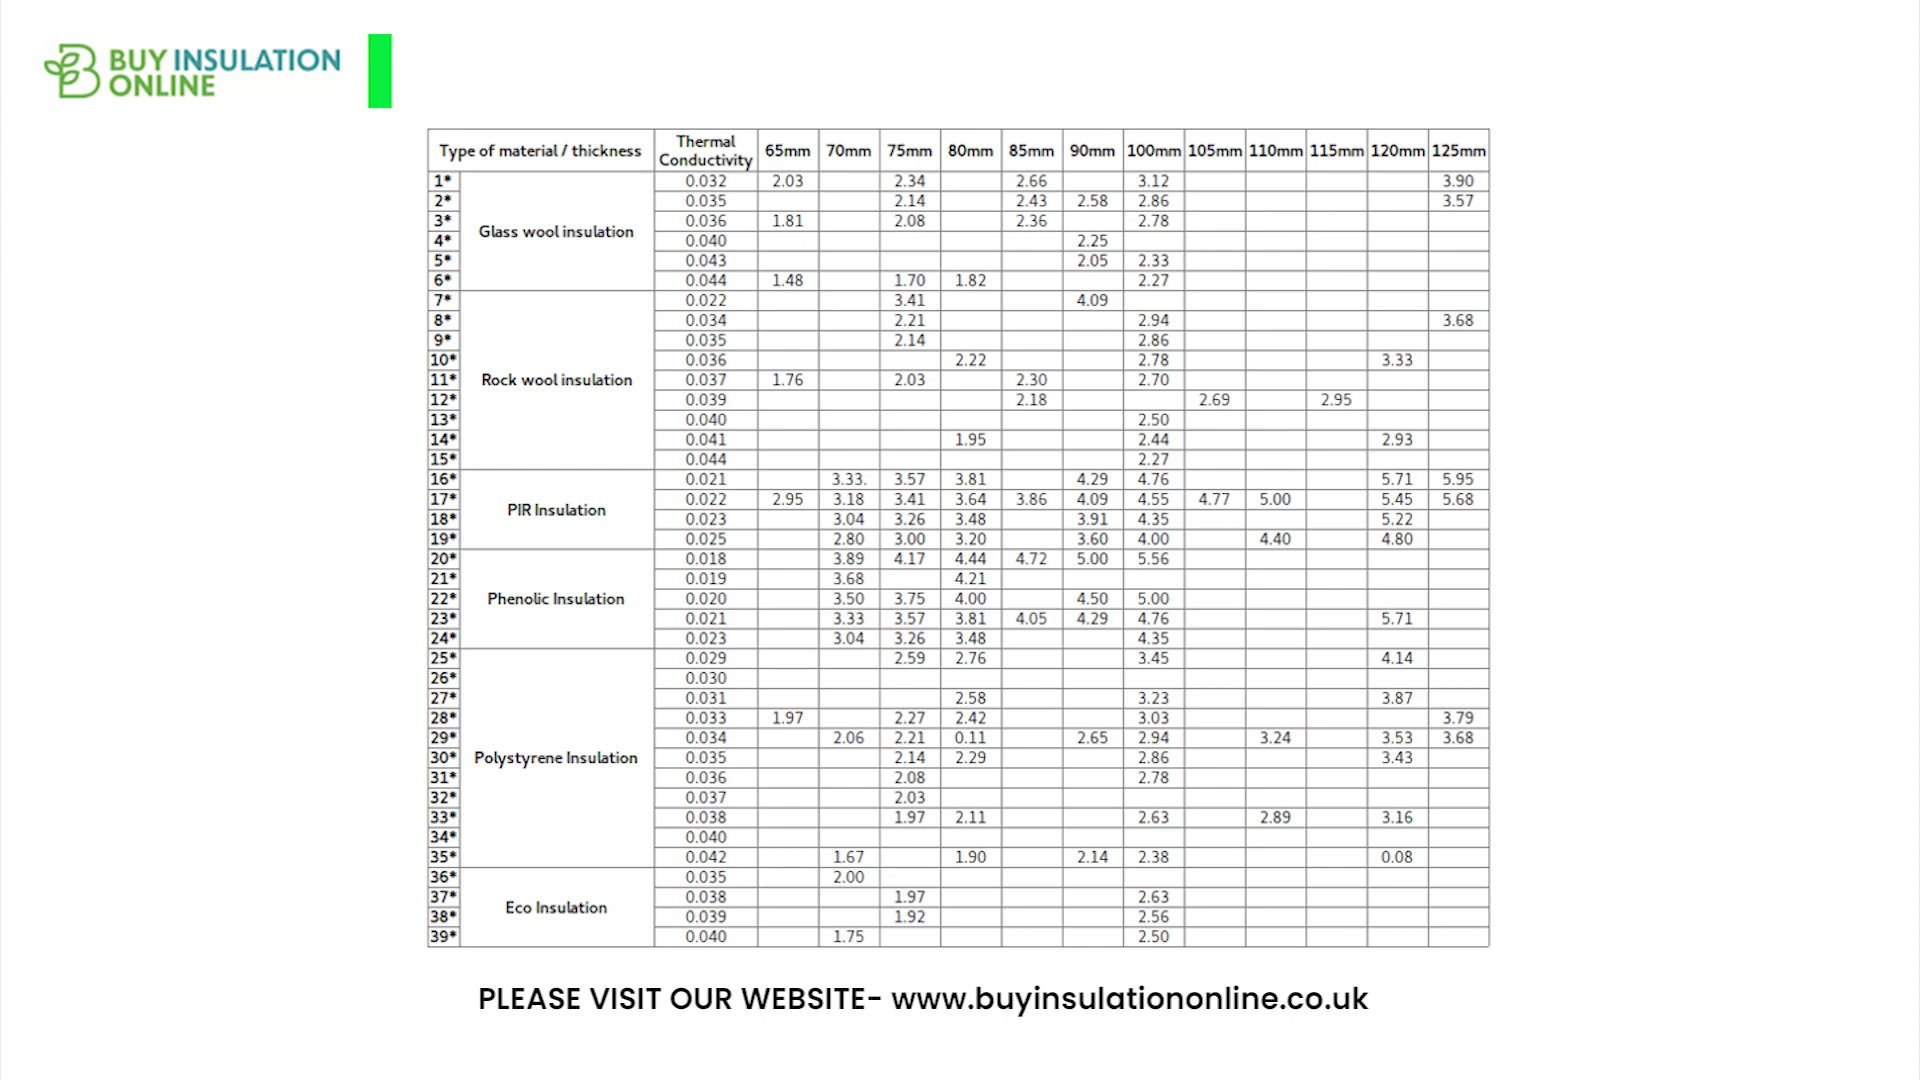 BUY INSULATION
ONLINE
Type of material / thickness Thermal Conductivity 65mm 70mm 75mm 80mm 85mm 90mm 100mm 105mm 110mm 115mm 120mm 125mm
1* 0.032 2.03 2.34 2.66 3.12 3.90
2* 0.035 2.14 2.43 2.58 2.86 3.57
3* Glass wool insulation 0.036 1.81 2.08 2.36 2.78
4* 0.040 2.25
5* 0.043 2.05 2.33
6* 0.044 1.48 1.70 1.82 2.27
7* 0.022 3.41 4.09
8* 0.034 2.21 2.94 3.68
9* 0.035 2.14 2.86
10* 0.036 2.22 2.78 3.33
11* Rock wool insulation 0.037 1.76 2.03 2.30 2.70
12* 0.039 2.18 2.69 2.95
13* 0.040 2.50
14* 0.041 1.95 2.44 2.93
15* 0.044 2.27
16* 0.021 3.33. 3.57 3.81 4.29 4.76 5.71 5.95
17* PIR Insulation 0.022 2.95 3.18 3.41 3.64 3.86 4.09 4.55 4.77 5.00 5.45 5.68
18* 0.023 3.04 3.26 3.48 3.91 4.35 5.22
19* 0.025 2.80 3.00 3.20 3.60 4.00 4.40 4.80
20* 0.018 3.89 4.17 4.44 4.72 5.00 5.56
21* 0.019 3.68 4.21
22* Phenolic Insulation 0.020 3.50 3.75 4.00 4.50 5.00
23* 0.021 3.33 3.57 3.81 4.05 4.29 4.76 5.71
24* 0.023 3.04 3.26 3.48 4.35
25* 0.029 2.59 2.76 3.45 4.14
26* 0.030
27* 0.031 2.58 3.23 3.87
28* 0.033 1.97 2.27 2.42 3.03 3.79
29* 0.034 2.06 2.21 0.11 2.65 2.94 3.24 3.53 3.68
30* Polystyrene Insulation 0.035 2.14 2.29 2.86 3.43
31* 0.036 2.08 2.78
32* 0.037 2.03
33* 0.038 1.97 2.11 2.63 2.89 3.16
34* 0.040
35* 0.042 1.67 1.90 2.14 2.38 0.08
36* 0.035 2.00
37* Eco Insulation 0.038 1.97 2.63
38* 0.039 1.92 2.56
39* 0.040 1.75 2.50
PLEASE VISIT OUR WEBSITE- www.buyinsulationonline.co.uk